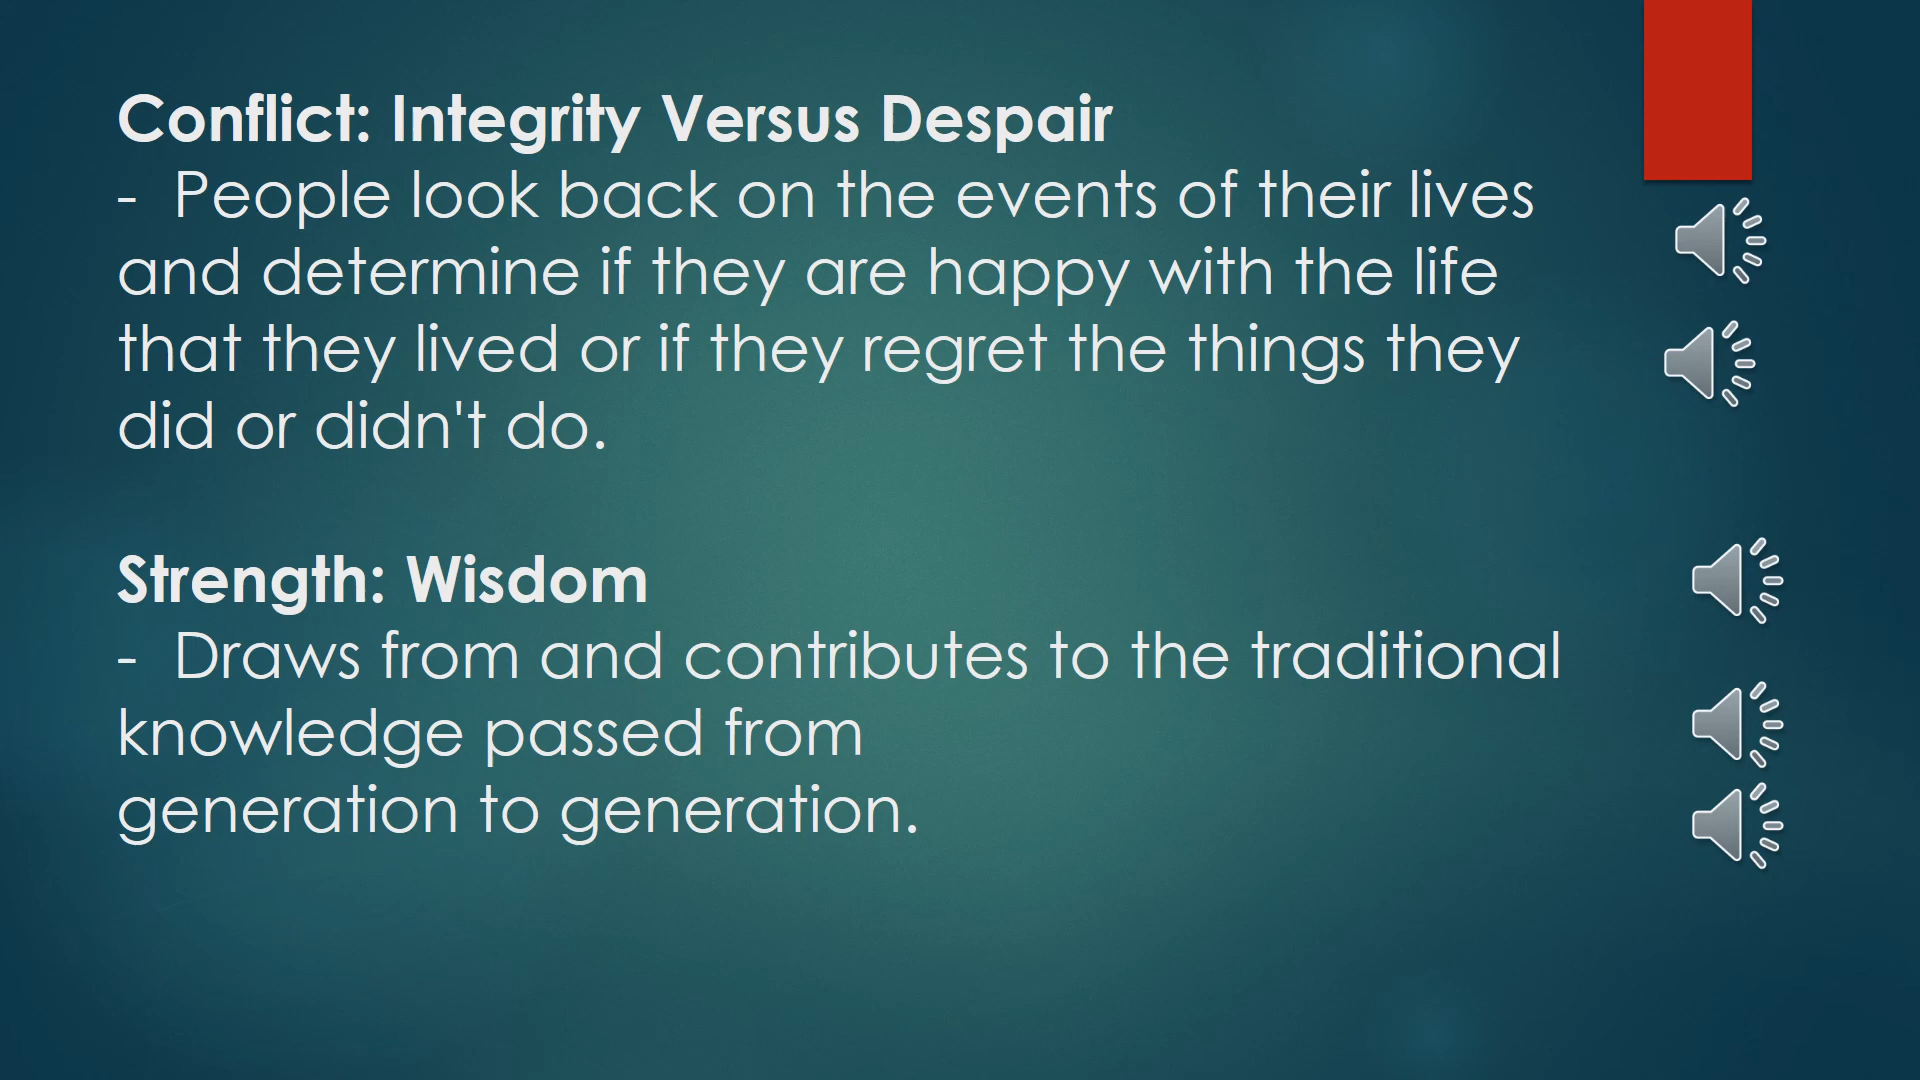 Conflict: Integrity Versus Despair
- People look back on the events of their lives
and determine if they are happy with the life
that they lived or if they regret the things they
did or didn't do.
Strength: Wisdom
- Draws from and contributes to the traditional
knowledge passed from
generation to generation.